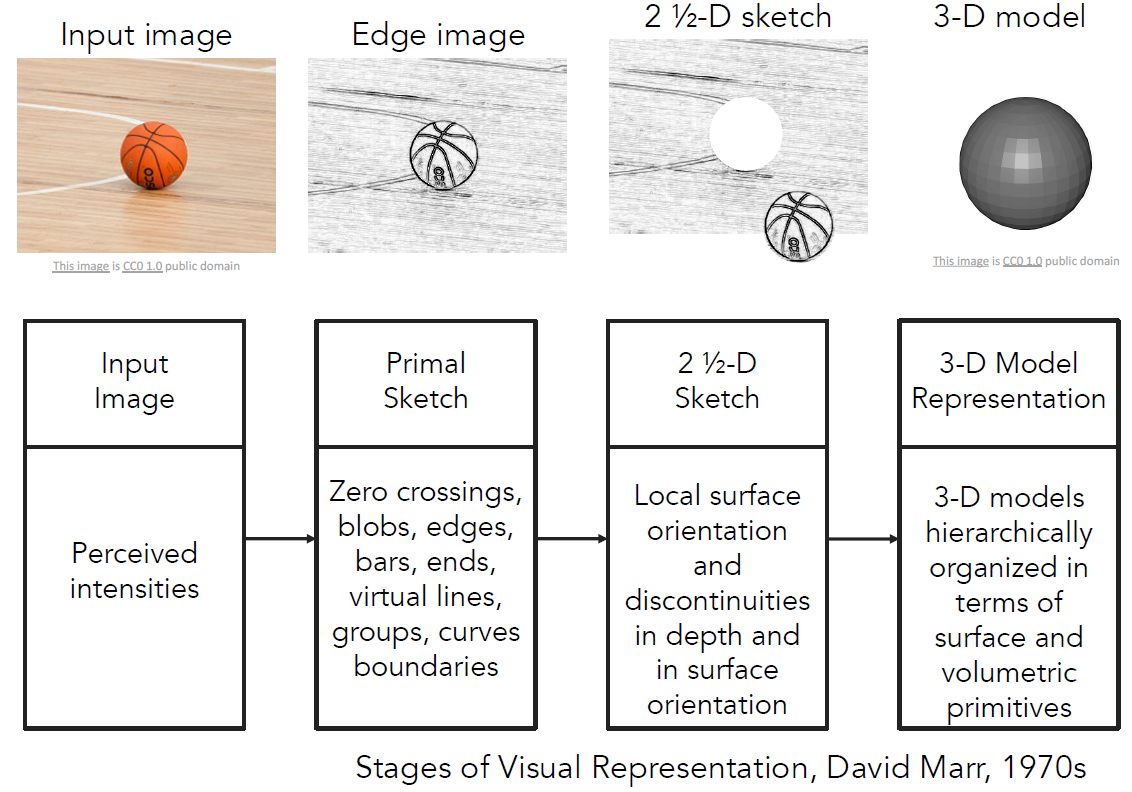 Input image
Edge image
2 ½-D sketch
3-D model
This image is CC0 1.0 public domain
This image is CC0 1.0 public domain
Input
Image
Perceived
intensities
Primal
Sketch
Zero crossings,
blobs, edges,
bars, ends,
virtual lines,
groups, curves
boundaries
2 ½-D
Sketch
Local surface
orientation
and
discontinuities
in depth and
in surface
orientation
3-D Model
Representation
3-D models
hierarchically
organized in
terms of
surface and
volumetric
primitives
Stages of Visual Representation, David Marr, 1970s